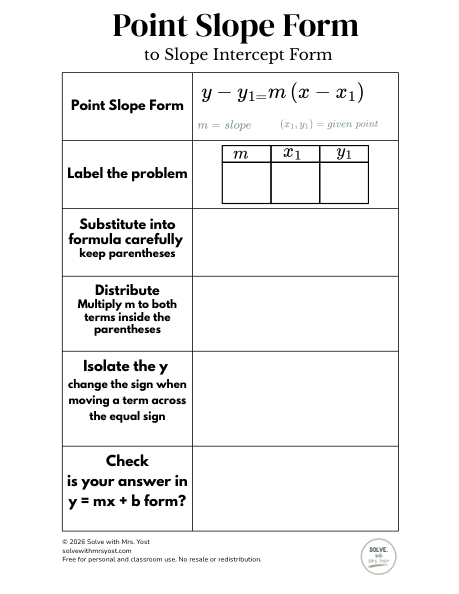 Point Slope Form
to Slope Intercept Form
Point Slope Form
y − y₁₌m (x − x₁)
m = slope (x₁, y₁) = given point
Label the problem
m x₁ y₁
Substitute into
formula carefully
keep parentheses
Distribute
Multiply m to both
terms inside the
parentheses
Isolate the y
change the sign when
moving a term across
the equal sign
Check
is your answer in
y = mx + b form?
© 2026 Solve with Mrs. Yost
solvewithmrsyost.com
Free for personal and classroom use. No resale or redistribution.
SOLVE.
with
Mrs. Yost